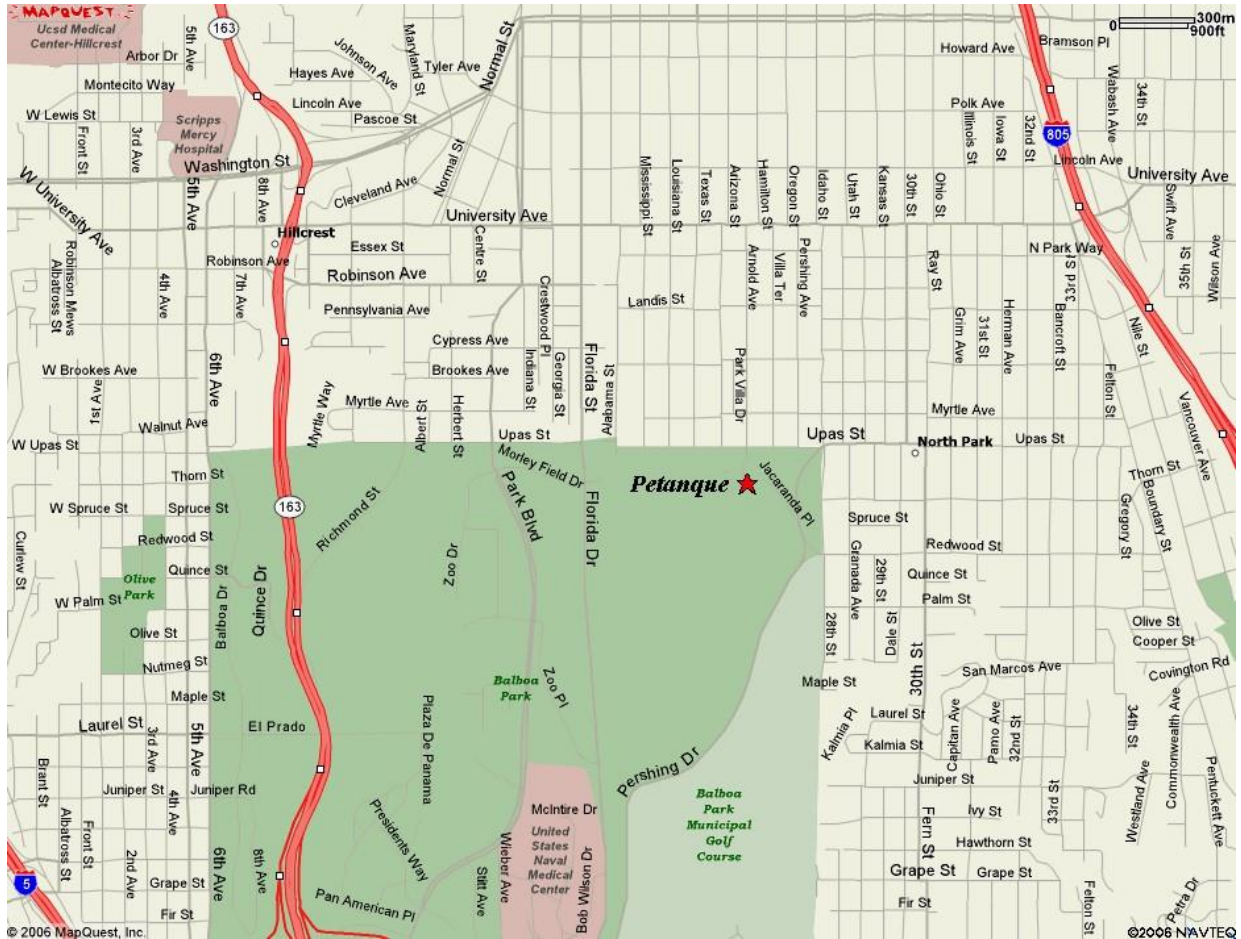 MAPQUEST
Ucsd Medical
Center-Hillcrest
5th Ave
163
Arbor Dr
Johnson Ave
Maryland St
Tyler Ave
Normal St
Howard Ave
Bramson Pl
0
300m
900ft
Montecito Way
Hayes Ave
Lincoln Ave
Pascoe St
Polk Ave
Illinois St
Iowa St
32nd St
805
Wabash Ave
34th St
W Lewis St
Front St
3rd Ave
Scripps
Mercy
Hospital
Washington St
Lincoln Ave
University Ave
W University Ave
5th Ave
8th Ave
Cleveland Ave
Normal St
University Ave
Mississippi St
Louisiana St
Texas St
Arizona St
Hamilton St
Oregon St
Idaho St
Utah St
Kansas St
30th St
Ohio St
Swift Ave
Hillcrest
Robinson Mews
Albatross St
4th Ave
7th Ave
Robinson Ave
Essex St
Robinson Ave
Centre St
Arnold Ave
Villa Ter
Pershing Ave
Ray St
N Park Way
33rd St
35th St
Wilson Ave
Pennsylvania Ave
Crestwood Pl
Landis St
Grim Ave
31st St
Herman Ave
Bancroft St
Nile St
Cypress Ave
Brookes Ave
Indiana St
Georgia St
Florida St
Alabama St
Park Villa Dr
Felton St
W Brookes Ave
1st Ave
6th Ave
Myrtle Way
Myrtle Ave
Albert St
Herbert St
Myrtle Ave
Vancouver Ave
Walnut Ave
W Upas St
Upas St
Upas St
North Park
Upas St
Thorn St
Morley Field Dr
Petanque
Jacaranda Pl
Thorn St
163
Richmond St
Park Blvd
Florida Dr
W Spruce St
Spruce St
Spruce St
Gregory St
Boundary St
Curlew St
Redwood St
Redwood St
Olive
Park
Quince St
Balboa Dr
Quince Dr
Zoo Dr
Granada Ave
29th St
Quince St
W Palm St
Palm St
Olive St
28th St
Dale St
Olive St
Cooper St
Nutmeg St
30th St
San Marcos Ave
Covington Rd
Balboa
Park
Zoo Pl
Maple St
Maple St
Laurel St
3rd Ave
5th Ave
El Prado
Plaza De Panama
Kalmia Pl
Laurel St
Kalmia St
Capitan Ave
Pamo Ave
32nd St
34th St
Commonwealth Ave
Brant St
Juniper St
4th Ave
Juniper Rd
Pershing Dr
Juniper St
33rd St
Westland Ave
Pentuckett Ave
Albatross St
Front St
2nd Ave
6th Ave
8th Ave
Presidents Way
McIntire Dr
United
States
Naval
Medical
Center
Balboa
Park
Municipal
Golf
Course
Ivy St
Fern St
Hawthorn St
Wieber Ave
Bob Wilson Dr
Stitt Ave
5
Grape St
Grape St
Grape St
Felton St
Petra Dr
Fir St
Pan American Pl
Fir St
© 2006 MapQuest, Inc.
©2006 NAVTEQ